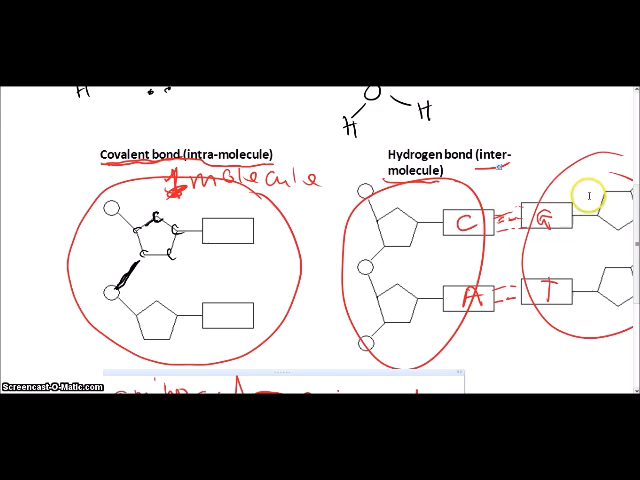 H
O
H
H
Covalent bond (intra-molecule)
1 molecule
Hydrogen bond (inter-
molecule)
C
C
C
C
C
C
G
A
T
Screencast-O-Matic.com